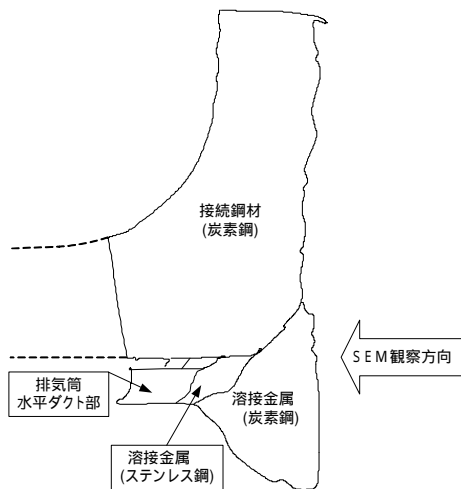 接続鋼材
(炭素鋼)
SEM観察方向
排気筒
水平ダクト部
溶接金属
(炭素鋼)
溶接金属
(ステンレス鋼)